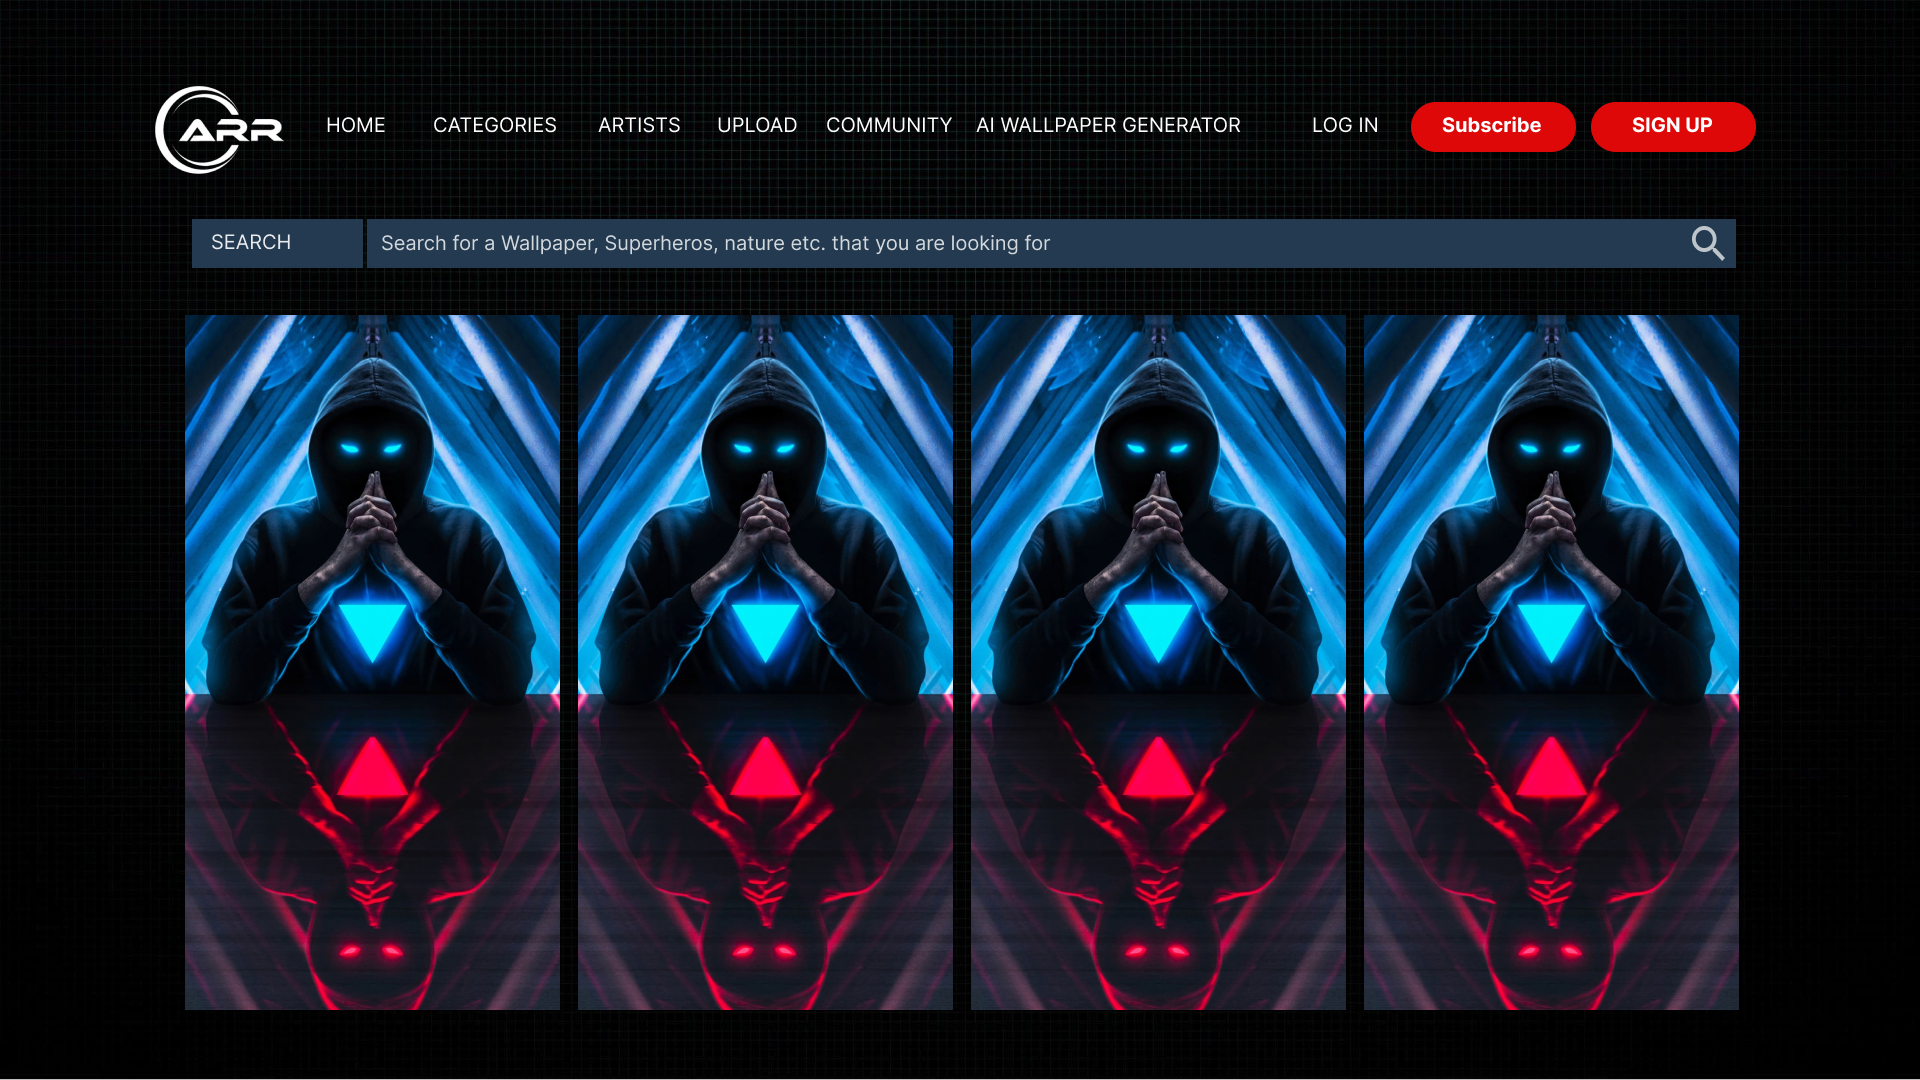 ARR
HOME CATEGORIES ARTISTS UPLOAD COMMUNITY AI WALLPAPER GENERATOR LOG IN Subscribe SIGN UP
SEARCH Search for a Wallpaper, Superheros, nature etc. that you are looking for